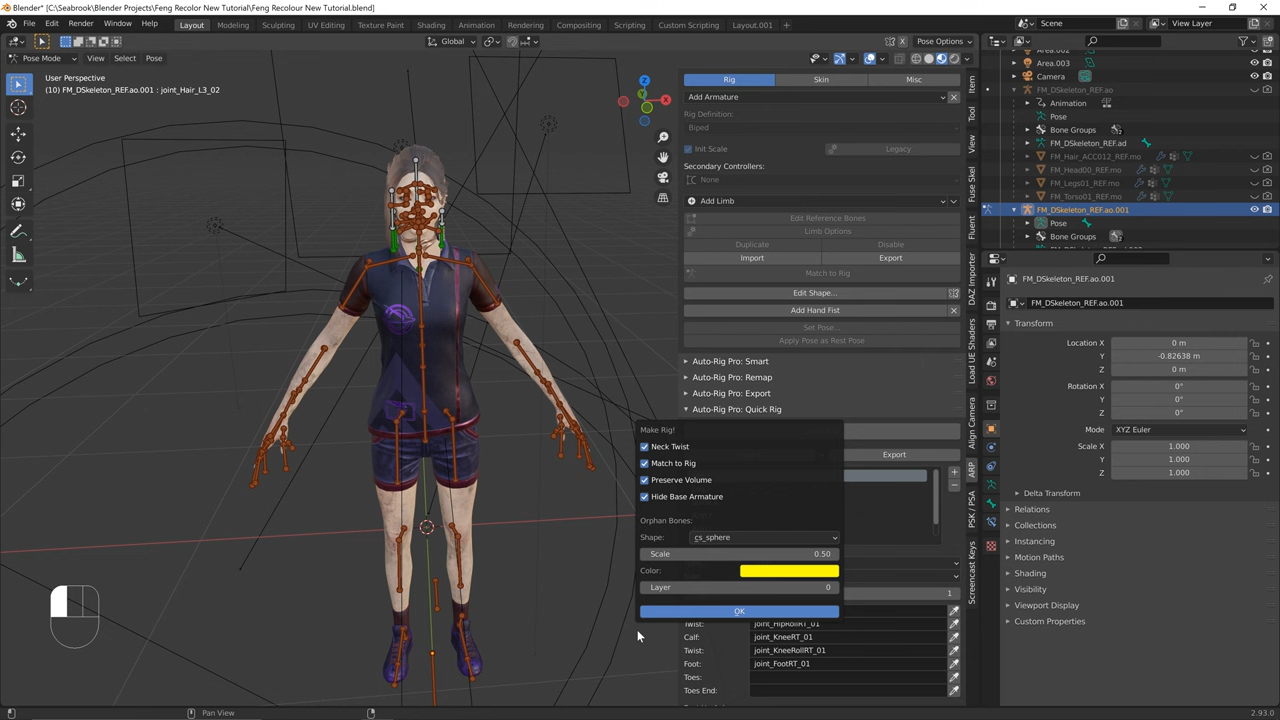 Blender* [C:\Seabrook\Blender Projects\Feng Recolor New Tutorial\Feng Recolour New Tutorial.blend]
File Edit Render Window Help Layout Modeling Sculpting UV Editing Texture Paint Shading Animation Rendering Compositing Scripting Custom Scripting Layout.001 + Scene View Layer
Global Pose Options
Pose Mode View Select Pose
User Perspective
(10) FM_DSkeleton_REF.ao.001 : joint_Hair_L3_02
X
Y
Z
Rig Skin Misc
Add Armature
Rig Definition:
Biped
Init Scale Legacy
Secondary Controllers:
None
Add Limb
Edit Reference Bones
Limb Options
Duplicate Disable
Import Export
Match to Rig
Edit Shape...
Add Hand Fist
Set Pose...
Apply Pose as Rest Pose
Auto-Rig Pro: Smart
Auto-Rig Pro: Remap
Auto-Rig Pro: Export
Auto-Rig Pro: Quick Rig
Make Rig!
Neck Twist
Match to Rig
Preserve Volume
Hide Base Armature
Orphan Bones:
Shape: cs_sphere
Scale 0.50
Color:
Layer 0
OK
Export
1
Twist: joint_HipRollRT_01
Calf: joint_KneeRT_01
Twist: joint_KneeRollRT_01
Foot: joint_FootRT_01
Toes:
Toes End:
Item
Tool
View
Fuse Skel
Fluent
DAZ Importer
Load UE Shaders
Align Camera
ARP
PSK / PSA
Screencast Keys
Area.002
Area.003
Camera
FM_DSkeleton_REF.ao
Animation
Pose
Bone Groups
FM_DSkeleton_REF.ad
FM_Hair_ACC012_REF.mo
FM_Head00_REF.mo
FM_Legs01_REF.mo
FM_Torso01_REF.mo
FM_DSkeleton_REF.ao.001
Pose
Bone Groups
FM_DSkeleton_REF.ao.001
FM_DSkeleton_REF.ao.001
Transform
Location X 0 m
Y -0.82638 m
Z 0 m
Rotation X 0°
Y 0°
Z 0°
Mode XYZ Euler
Scale X 1.000
Y 1.000
Z 1.000
Delta Transform
Relations
Collections
Instancing
Motion Paths
Shading
Visibility
Viewport Display
Custom Properties
Pan View
2.93.0